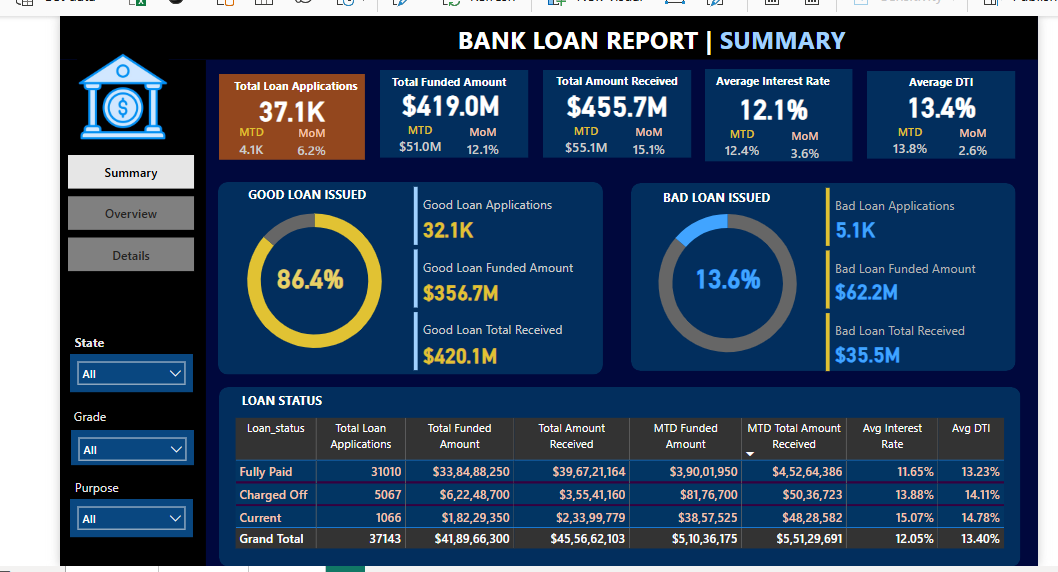 Get data
Refresh
New visual
Sensitivity
BANK LOAN REPORT | SUMMARY
Total Loan Applications
37.1K
MTD MoM
4.1K 6.2%
Total Funded Amount
$419.0M
MTD MoM
$51.0M 12.1%
Total Amount Received
$455.7M
MTD MoM
$55.1M 15.1%
Average Interest Rate
12.1%
MTD MoM
12.4% 3.6%
Average DTI
13.4%
MTD MoM
13.8% 2.6%
Summary
Overview
Details
State
All
Grade
All
Purpose
All
GOOD LOAN ISSUED
86.4%
Good Loan Applications
32.1K
Good Loan Funded Amount
$356.7M
Good Loan Total Received
$420.1M
BAD LOAN ISSUED
13.6%
Bad Loan Applications
5.1K
Bad Loan Funded Amount
$62.2M
Bad Loan Total Received
$35.5M
LOAN STATUS
Loan_status Total Loan Applications Total Funded Amount Total Amount Received MTD Funded Amount MTD Total Amount Received Avg Interest Rate Avg DTI
Fully Paid 31010 $33,84,88,250 $39,67,21,164 $3,90,01,950 $4,52,64,386 11.65% 13.23%
Charged Off 5067 $6,22,48,700 $3,55,41,160 $81,76,700 $50,36,723 13.88% 14.11%
Current 1066 $1,82,29,350 $2,33,99,779 $38,57,525 $48,28,582 15.07% 14.78%
Grand Total 37143 $41,89,66,300 $45,56,62,103 $5,10,36,175 $5,51,29,691 12.05% 13.40%